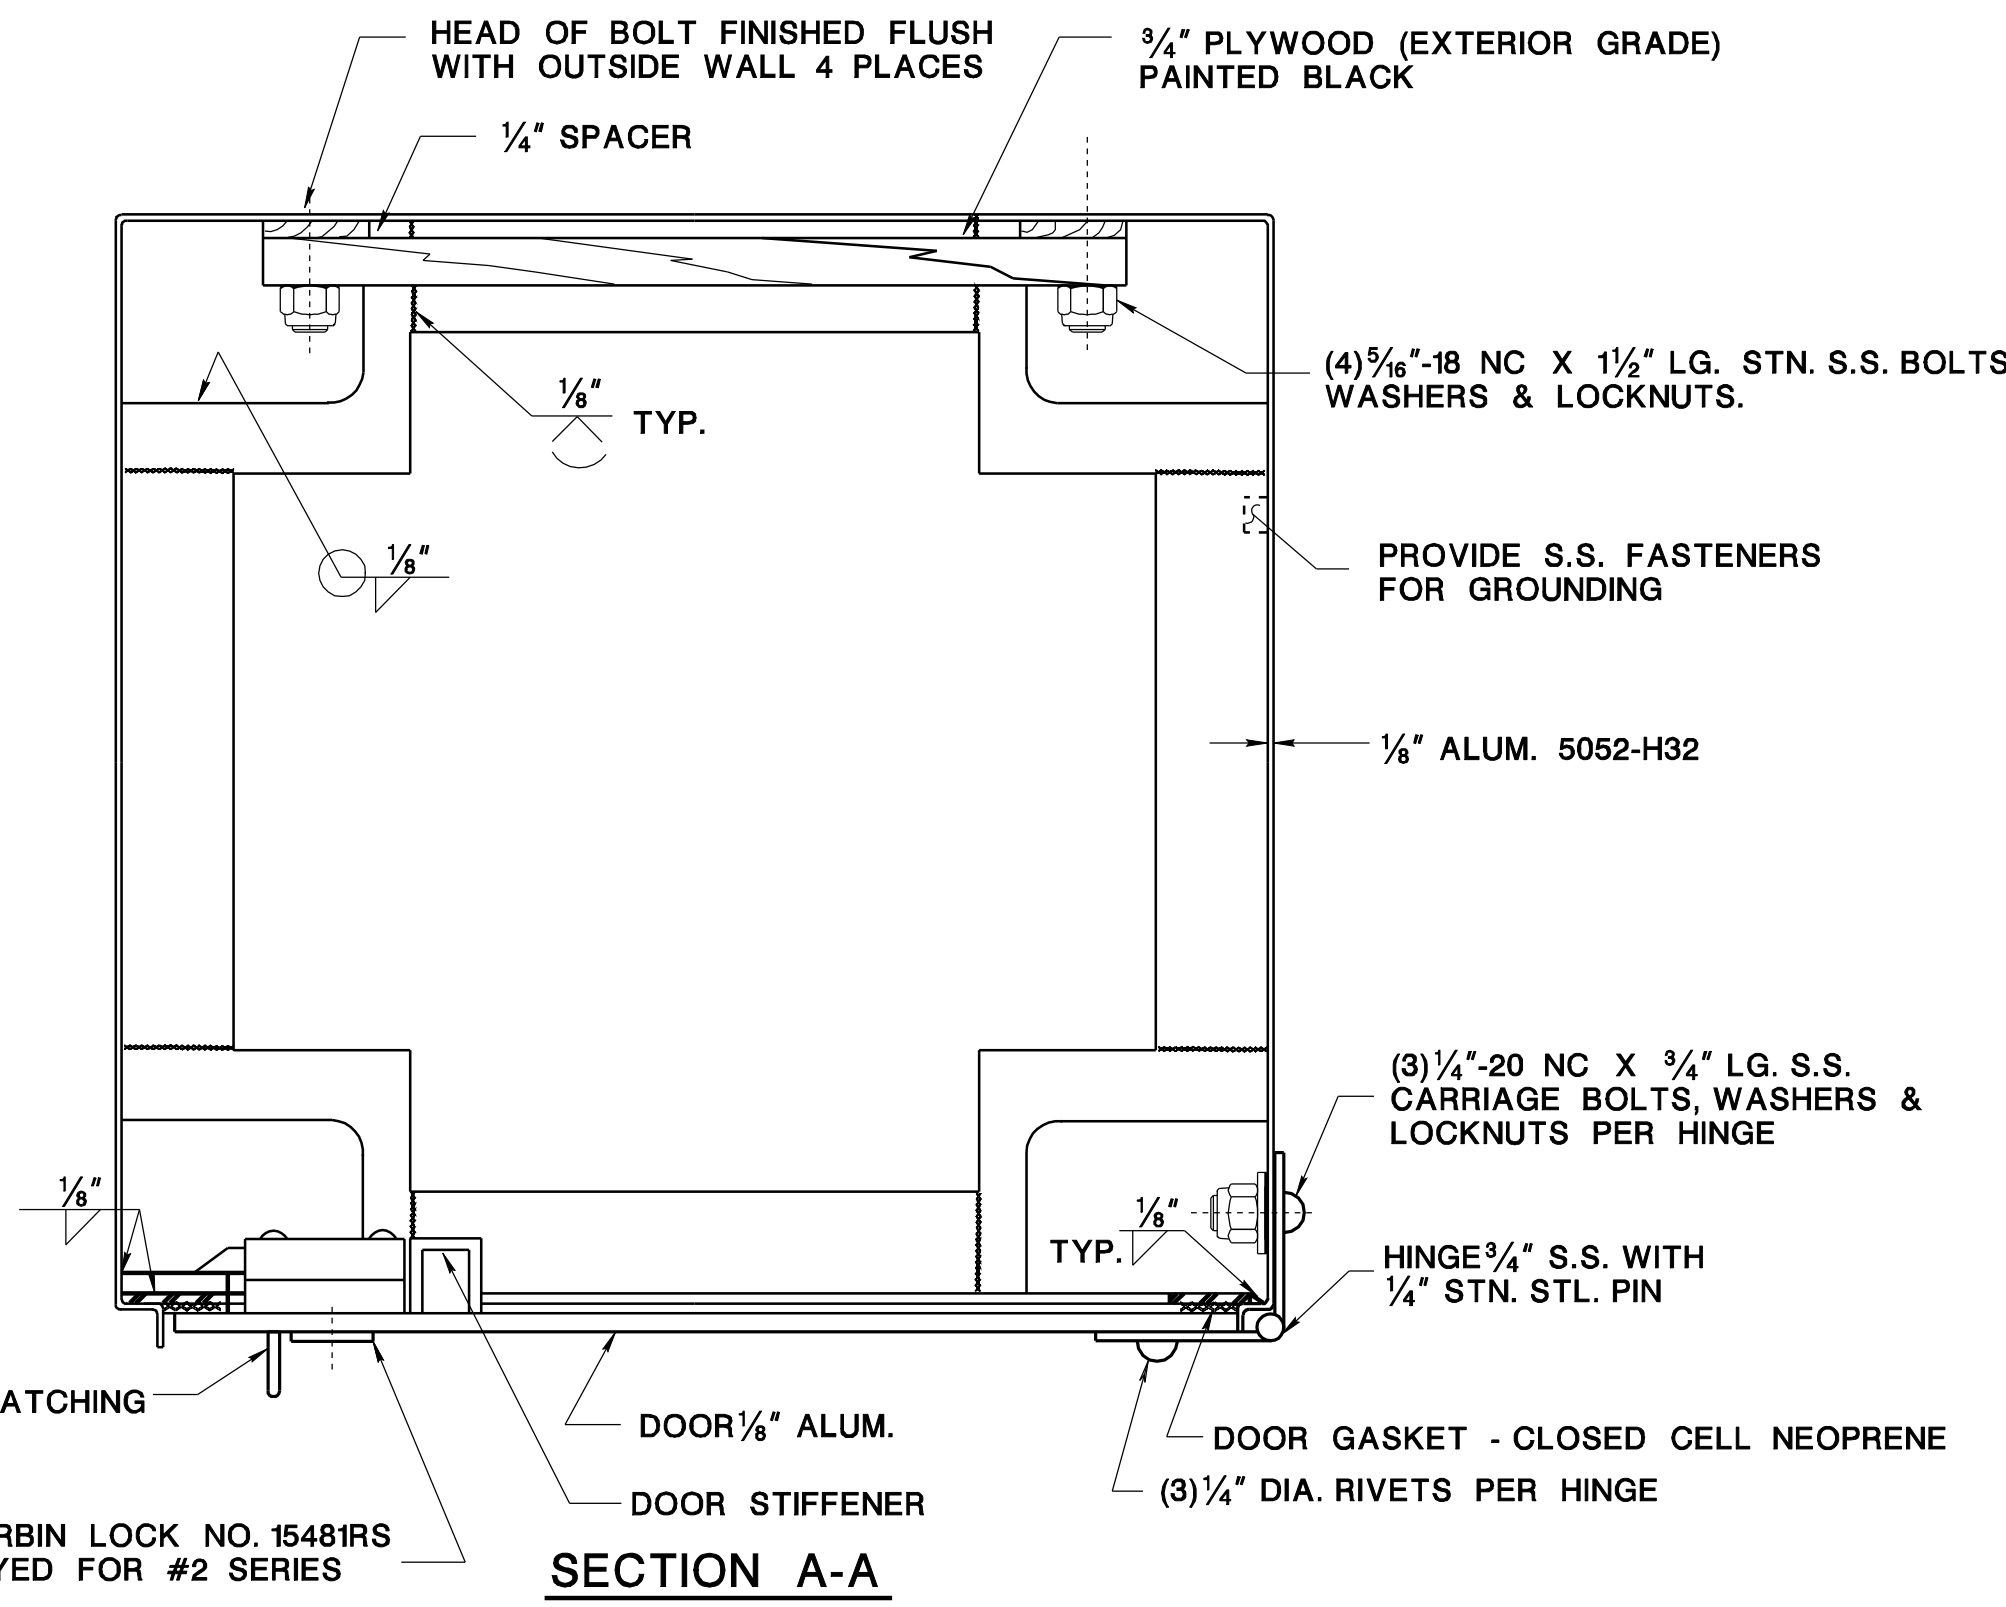 HEAD OF BOLT FINISHED FLUSH
WITH OUTSIDE WALL 4 PLACES
3/4" PLYWOOD (EXTERIOR GRADE)
PAINTED BLACK
1/4" SPACER
(4) 5/16"-18 NC X 1 1/2" LG. STN. S.S. BOLTS
WASHERS & LOCKNUTS.
1/8"
TYP.
1/8"
PROVIDE S.S. FASTENERS
FOR GROUNDING
1/8" ALUM. 5052-H32
(3) 1/4"-20 NC X 3/4" LG. S.S.
CARRIAGE BOLTS, WASHERS &
LOCKNUTS PER HINGE
1/8"
1/8"
TYP.
HINGE 3/4" S.S. WITH
1/4" STN. STL. PIN
ATCHING
DOOR 1/8" ALUM.
DOOR GASKET - CLOSED CELL NEOPRENE
(3) 1/4" DIA. RIVETS PER HINGE
DOOR STIFFENER
RBIN LOCK NO. 15481RS
YED FOR #2 SERIES
SECTION A-A